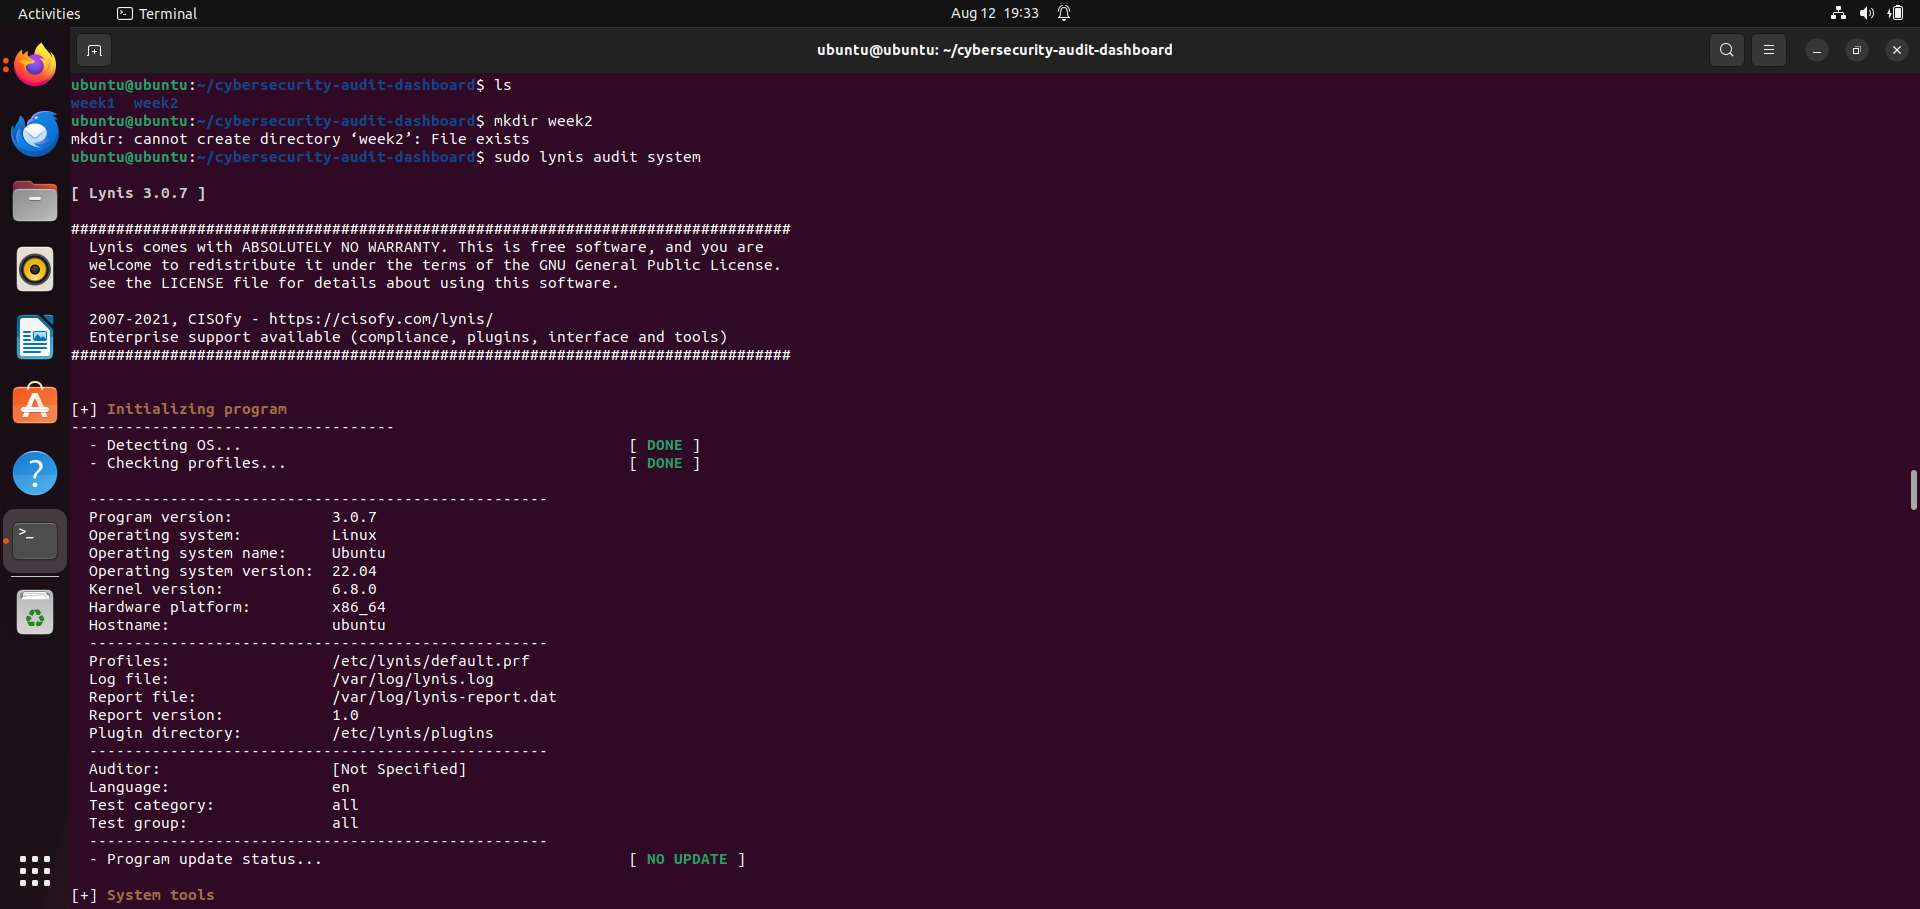 Activities
Terminal
Aug 12 19:33
ubuntu@ubuntu: ~/cybersecurity-audit-dashboard
ubuntu@ubuntu:~/cybersecurity-audit-dashboard$ ls
week1  week2
ubuntu@ubuntu:~/cybersecurity-audit-dashboard$ mkdir week2
mkdir: cannot create directory ‘week2’: File exists
ubuntu@ubuntu:~/cybersecurity-audit-dashboard$ sudo lynis audit system
[ Lynis 3.0.7 ]
################################################################################
Lynis comes with ABSOLUTELY NO WARRANTY. This is free software, and you are
welcome to redistribute it under the terms of the GNU General Public License.
See the LICENSE file for details about using this software.
2007-2021, CISOfy - https://cisofy.com/lynis/
Enterprise support available (compliance, plugins, interface and tools)
################################################################################
[+] Initializing program
------------------------------------
- Detecting OS... [ DONE ]
- Checking profiles... [ DONE ]
---------------------------------------------------
Program version: 3.0.7
Operating system: Linux
Operating system name: Ubuntu
Operating system version: 22.04
Kernel version: 6.8.0
Hardware platform: x86_64
Hostname: ubuntu
---------------------------------------------------
Profiles: /etc/lynis/default.prf
Log file: /var/log/lynis.log
Report file: /var/log/lynis-report.dat
Report version: 1.0
Plugin directory: /etc/lynis/plugins
---------------------------------------------------
Auditor: [Not Specified]
Language: en
Test category: all
Test group: all
---------------------------------------------------
- Program update status... [ NO UPDATE ]
[+] System tools